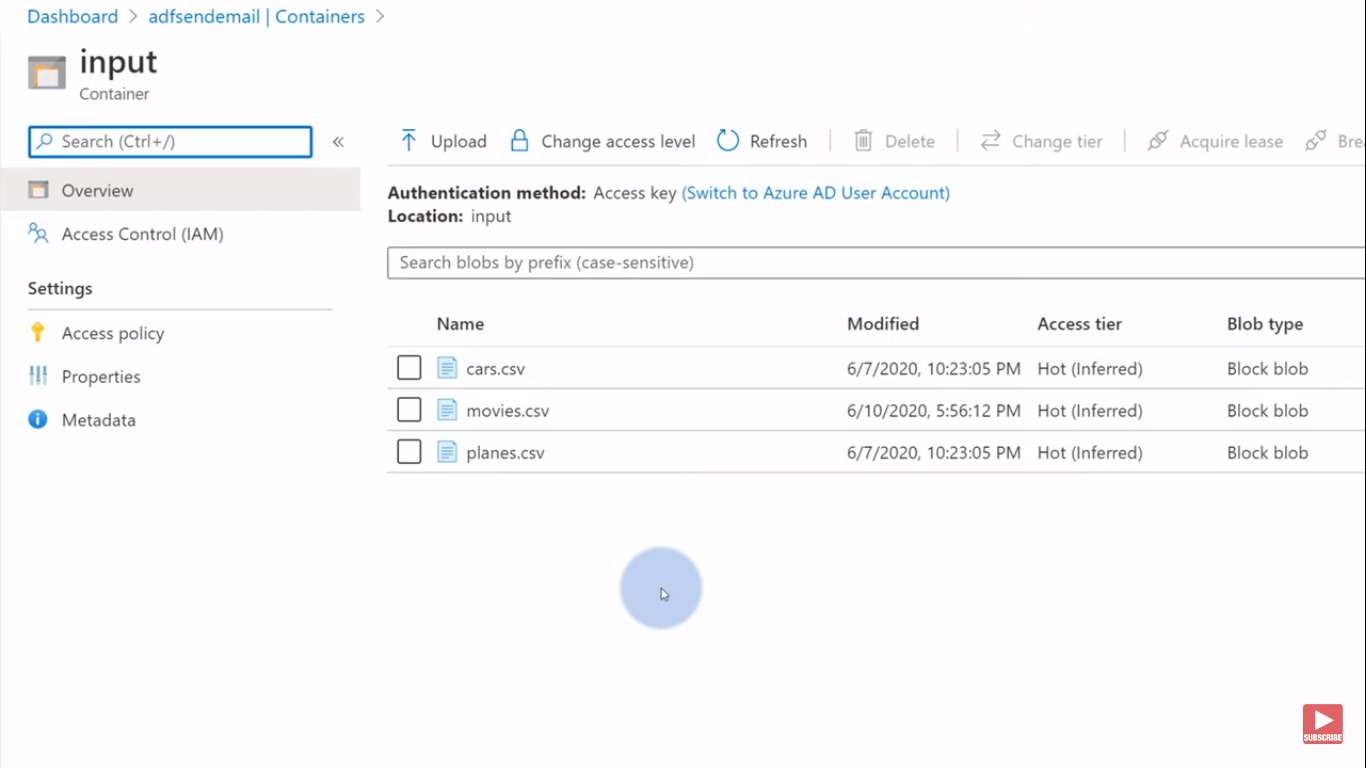 Dashboard > adfsendemail | Containers >
input
Container
Search (Ctrl+/)
«
Upload
Change access level
Refresh
Delete
Change tier
Acquire lease
Overview
Authentication method: Access key (Switch to Azure AD User Account)
Location: input
Access Control (IAM)
Search blobs by prefix (case-sensitive)
Settings
Access policy
Properties
Metadata
Name Modified Access tier Blob type
cars.csv 6/7/2020, 10:23:05 PM Hot (Inferred) Block blob
movies.csv 6/10/2020, 5:56:12 PM Hot (Inferred) Block blob
planes.csv 6/7/2020, 10:23:05 PM Hot (Inferred) Block blob
SUBSCRIBE